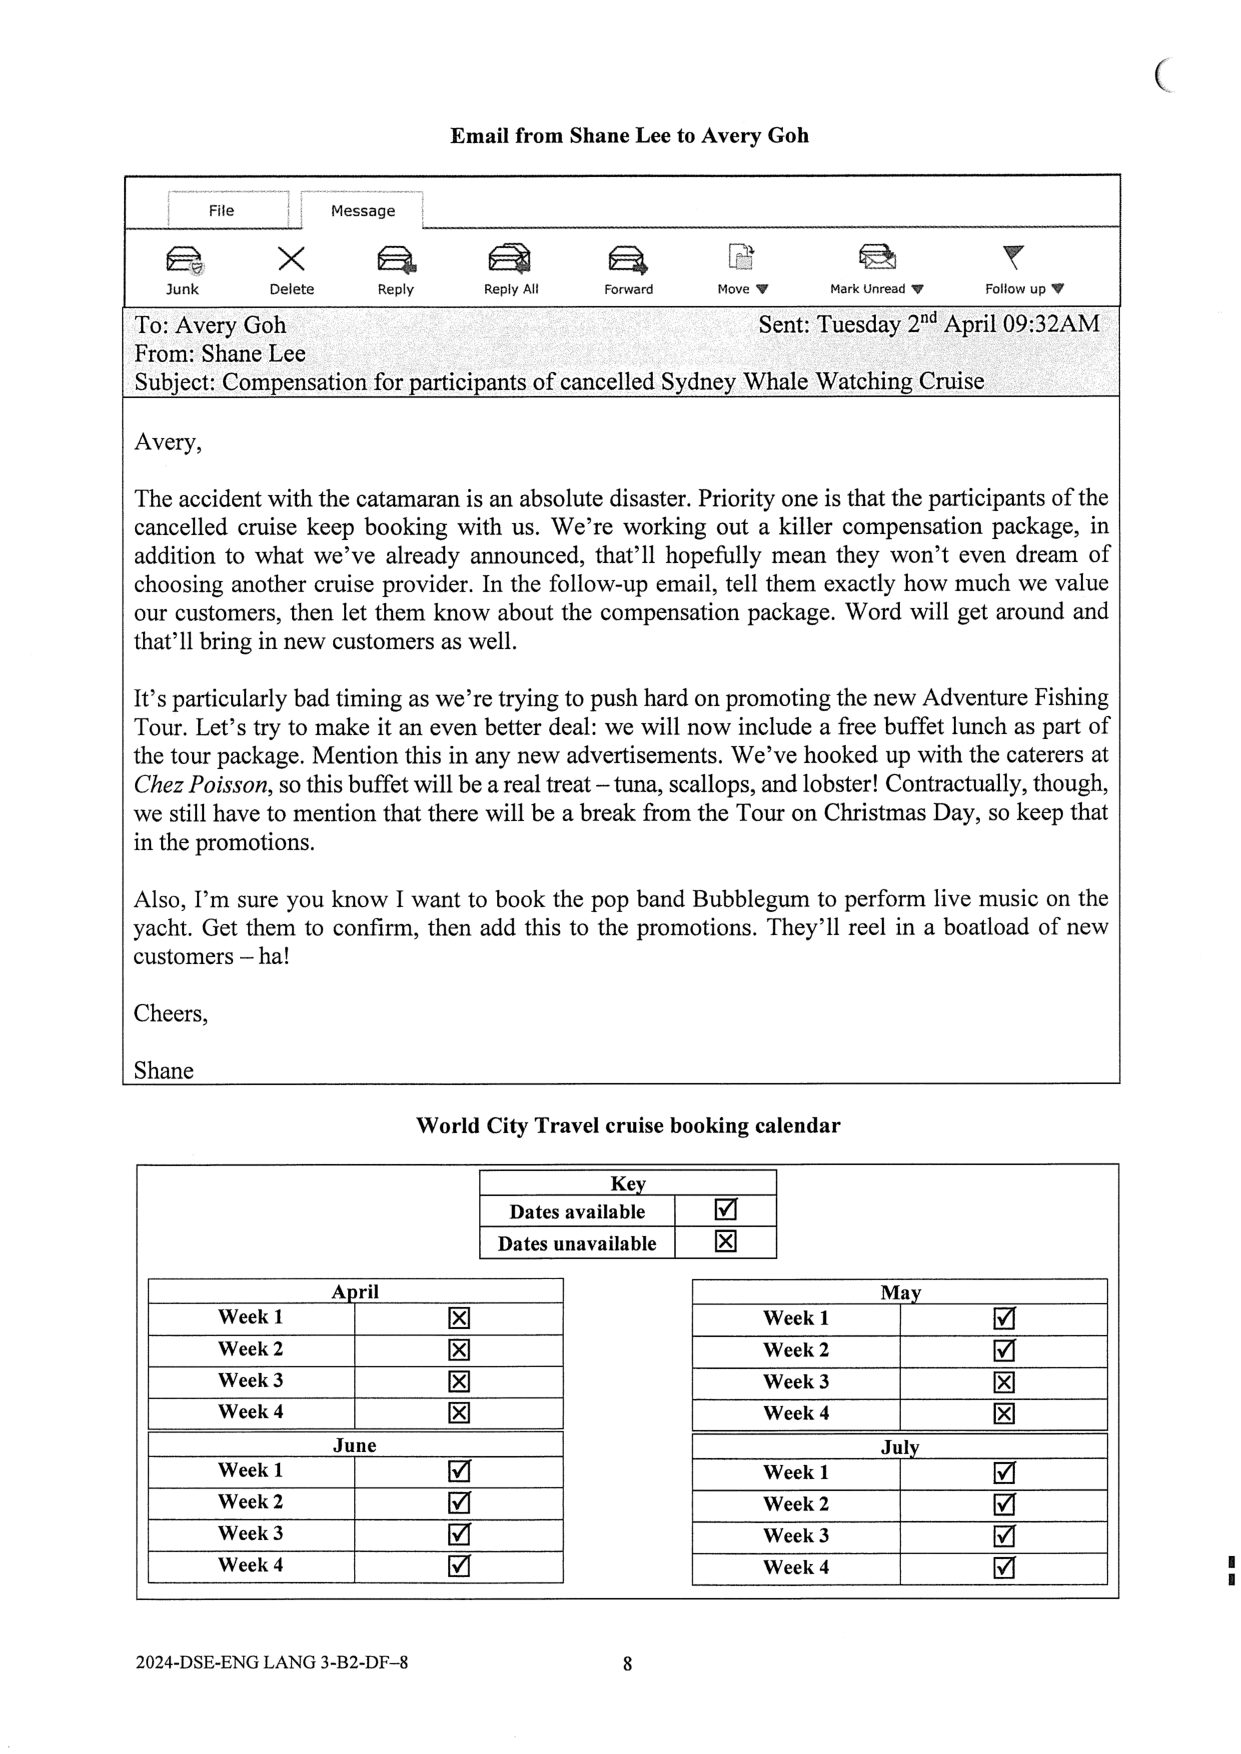 Email from Shane Lee to Avery Goh
File Message
Junk Delete Reply Reply All Forward Move Mark Unread Follow up
To: Avery Goh Sent: Tuesday 2nd April 09:32AM
From: Shane Lee
Subject: Compensation for participants of cancelled Sydney Whale Watching Cruise
Avery,
The accident with the catamaran is an absolute disaster. Priority one is that the participants of the
cancelled cruise keep booking with us. We're working out a killer compensation package, in
addition to what we've already announced, that'll hopefully mean they won't even dream of
choosing another cruise provider. In the follow-up email, tell them exactly how much we value
our customers, then let them know about the compensation package. Word will get around and
that'll bring in new customers as well.
It's particularly bad timing as we're trying to push hard on promoting the new Adventure Fishing
Tour. Let's try to make it an even better deal: we will now include a free buffet lunch as part of
the tour package. Mention this in any new advertisements. We've hooked up with the caterers at
Chez Poisson, so this buffet will be a real treat – tuna, scallops, and lobster! Contractually, though,
we still have to mention that there will be a break from the Tour on Christmas Day, so keep that
in the promotions.
Also, I'm sure you know I want to book the pop band Bubblegum to perform live music on the
yacht. Get them to confirm, then add this to the promotions. They'll reel in a boatload of new
customers – ha!
Cheers,
Shane
World City Travel cruise booking calendar
Key
Dates available ☑
Dates unavailable ☒
April
Week 1 ☒
Week 2 ☒
Week 3 ☒
Week 4 ☒
May
Week 1 ☑
Week 2 ☑
Week 3 ☒
Week 4 ☒
June
Week 1 ☑
Week 2 ☑
Week 3 ☑
Week 4 ☑
July
Week 1 ☑
Week 2 ☑
Week 3 ☑
Week 4 ☑
2024-DSE-ENG LANG 3-B2-DF–8 8